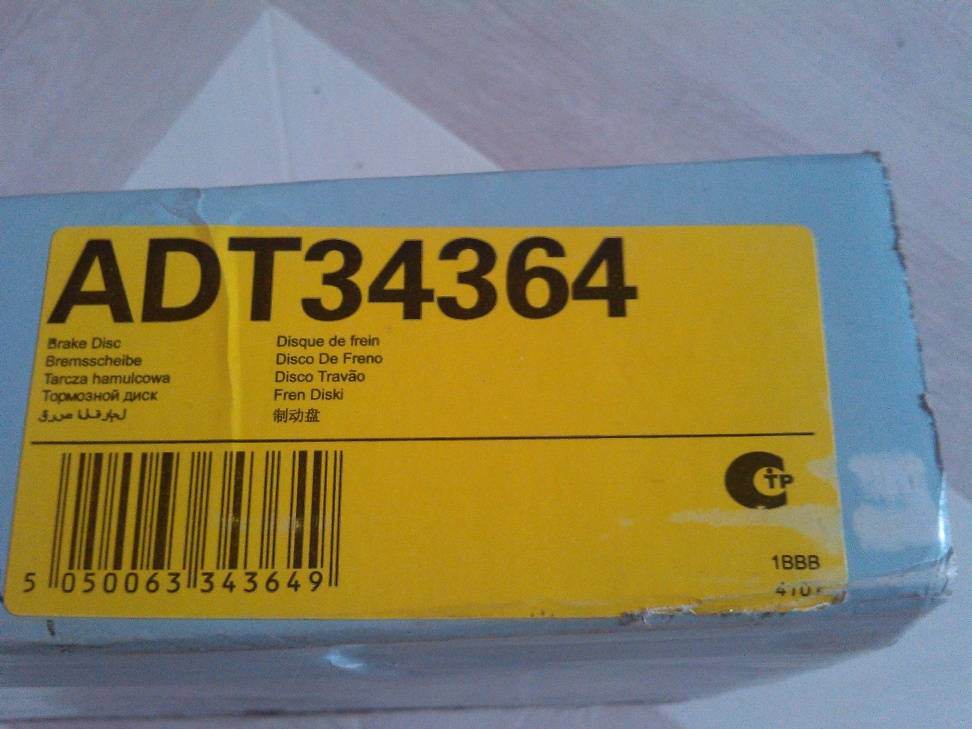 ADT34364
Brake Disc
Bremsscheibe
Tarcza hamulcowa
Тормозной диск
قرص الفرامل
Disque de frein
Disco De Freno
Disco Travão
Fren Diski
制动盘
5 050063 343649
TP
1BBB